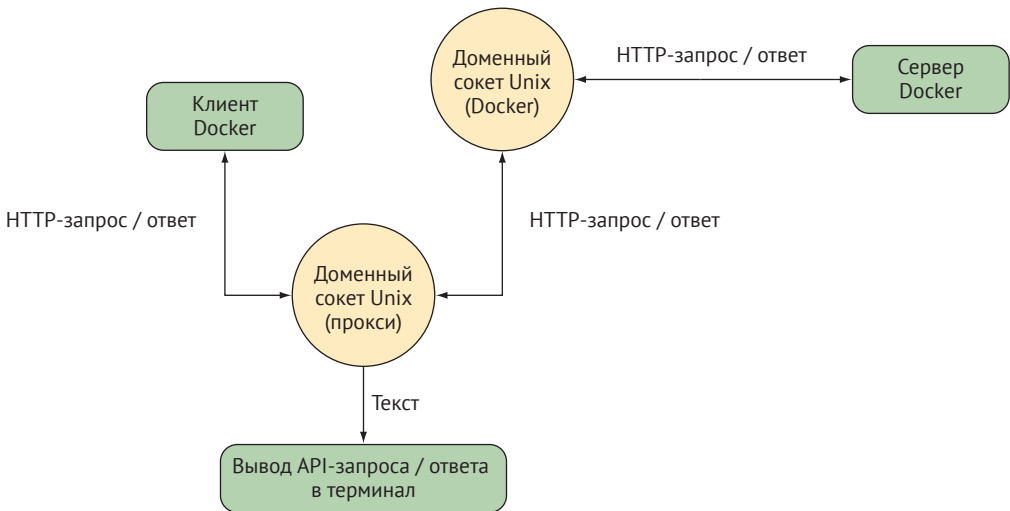 Доменный
сокет Unix
(Docker)
HTTP-запрос / ответ
Сервер
Docker
Клиент
Docker
HTTP-запрос / ответ
HTTP-запрос / ответ
Доменный
сокет Unix
(прокси)
Текст
Вывод API-запроса / ответа
в терминал